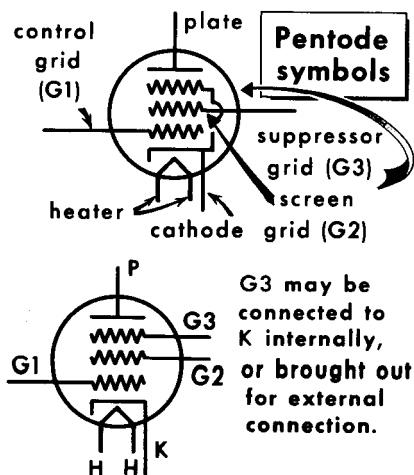 plate
control
grid
(G1)
Pentode
symbols
suppressor
grid (G3)
screen
grid (G2)
heater
cathode
P
G3
G2
G1
K
H H
G3 may be
connected to
K internally,
or brought out
for external
connection.